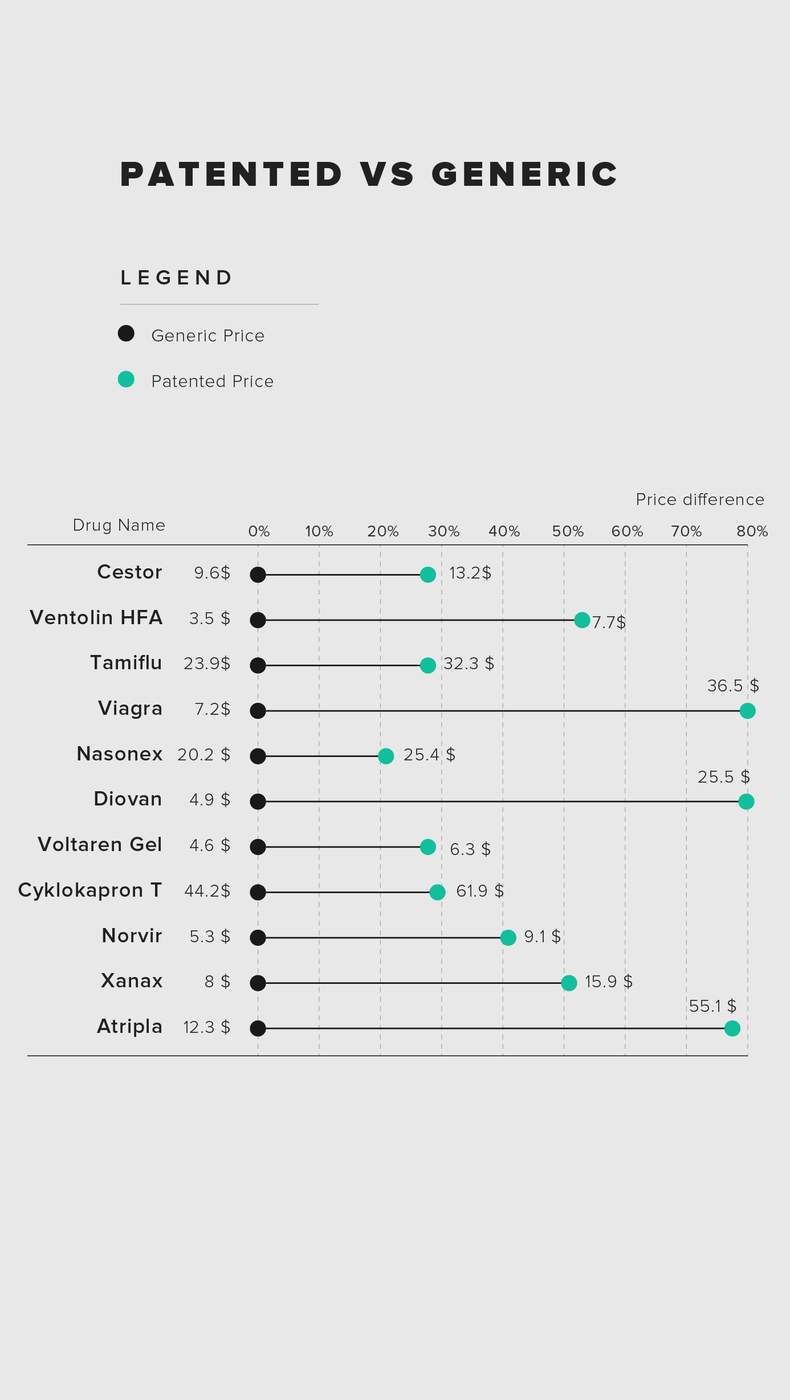 PATENTED VS GENERIC
LEGEND
Generic Price
Patented Price
Price difference
Drug Name 0% 10% 20% 30% 40% 50% 60% 70% 80%
Cestor 9.6$ 13.2$
Ventolin HFA 3.5 $ 7.7$
Tamiflu 23.9$ 32.3 $
36.5 $
Viagra 7.2$
Nasonex 20.2 $ 25.4 $
25.5 $
Diovan 4.9 $
Voltaren Gel 4.6 $ 6.3 $
Cyklokapron T 44.2$ 61.9 $
Norvir 5.3 $ 9.1 $
Xanax 8 $ 15.9 $
55.1 $
Atripla 12.3 $